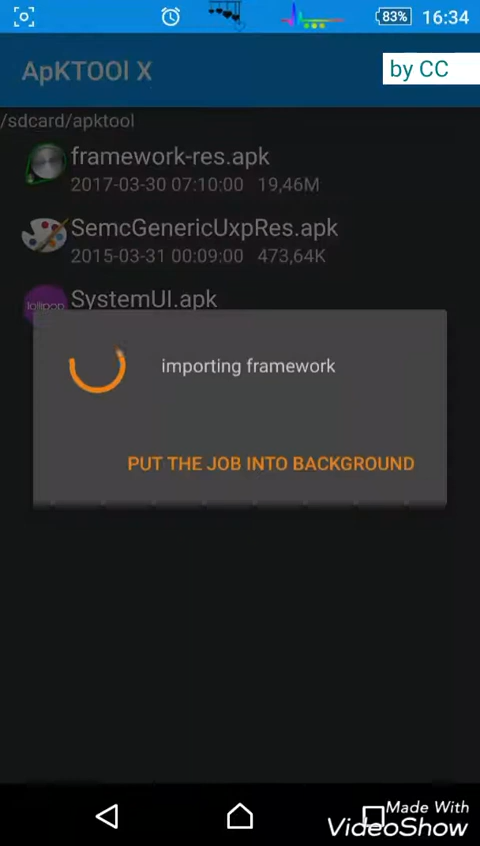 83% 16:34
ApKTOOl X
by CC
/sdcard/apktool
framework-res.apk
2017-03-30 07:10:00 19,46M
SemcGenericUxpRes.apk
2015-03-31 00:09:00 473,64K
SystemUI.apk
lollipop
importing framework
PUT THE JOB INTO BACKGROUND
Made With
VideoShow